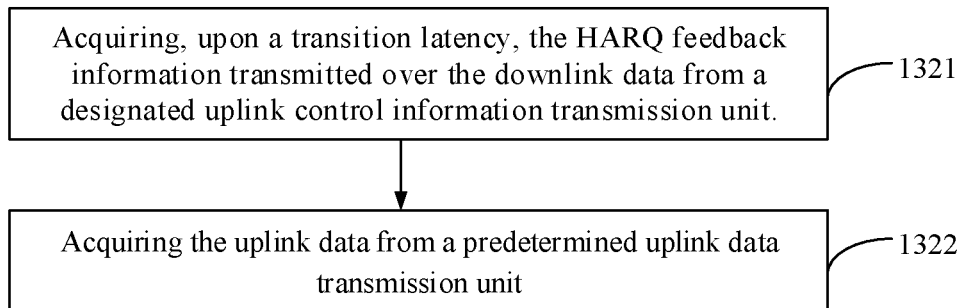 Acquiring, upon a transition latency, the HARQ feedback
information transmitted over the downlink data from a
designated uplink control information transmission unit.
1321
Acquiring the uplink data from a predetermined uplink data
transmission unit
1322